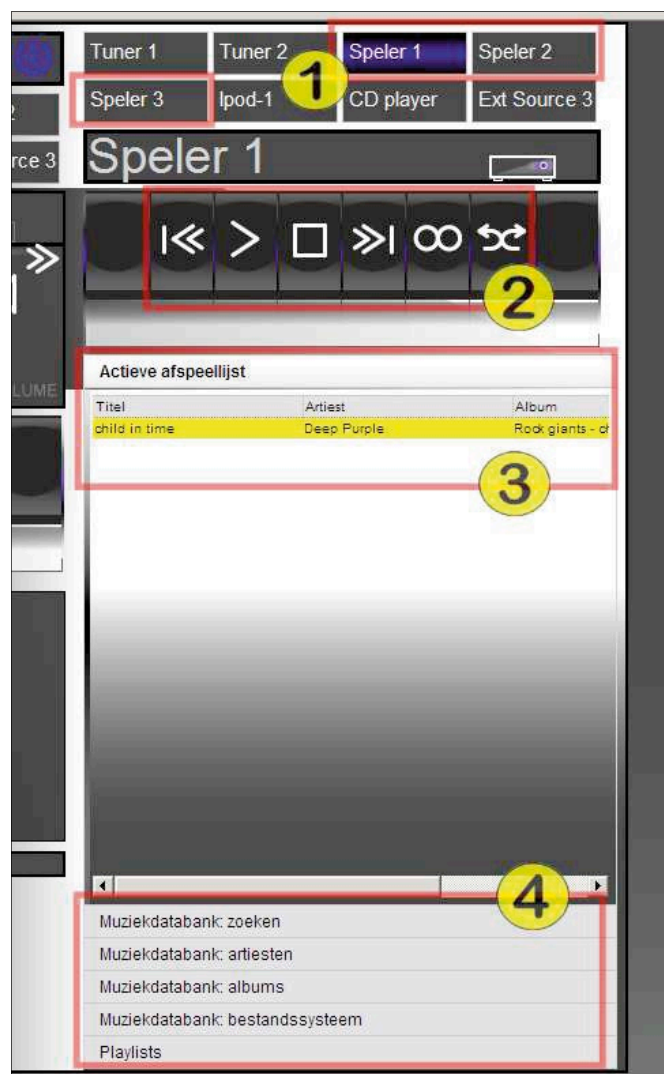 Tuner 1 Tuner 2 Speler 1 Speler 2
1
Speler 3 Ipod-1 CD player Ext Source 3
rce 3
Speler 1
2
LUME
Actieve afspeellijst
Titel Artiest Album
child in time Deep Purple Rock giants - ch
3
4
Muziekdatabank: zoeken
Muziekdatabank: artiesten
Muziekdatabank: albums
Muziekdatabank: bestandssysteem
Playlists